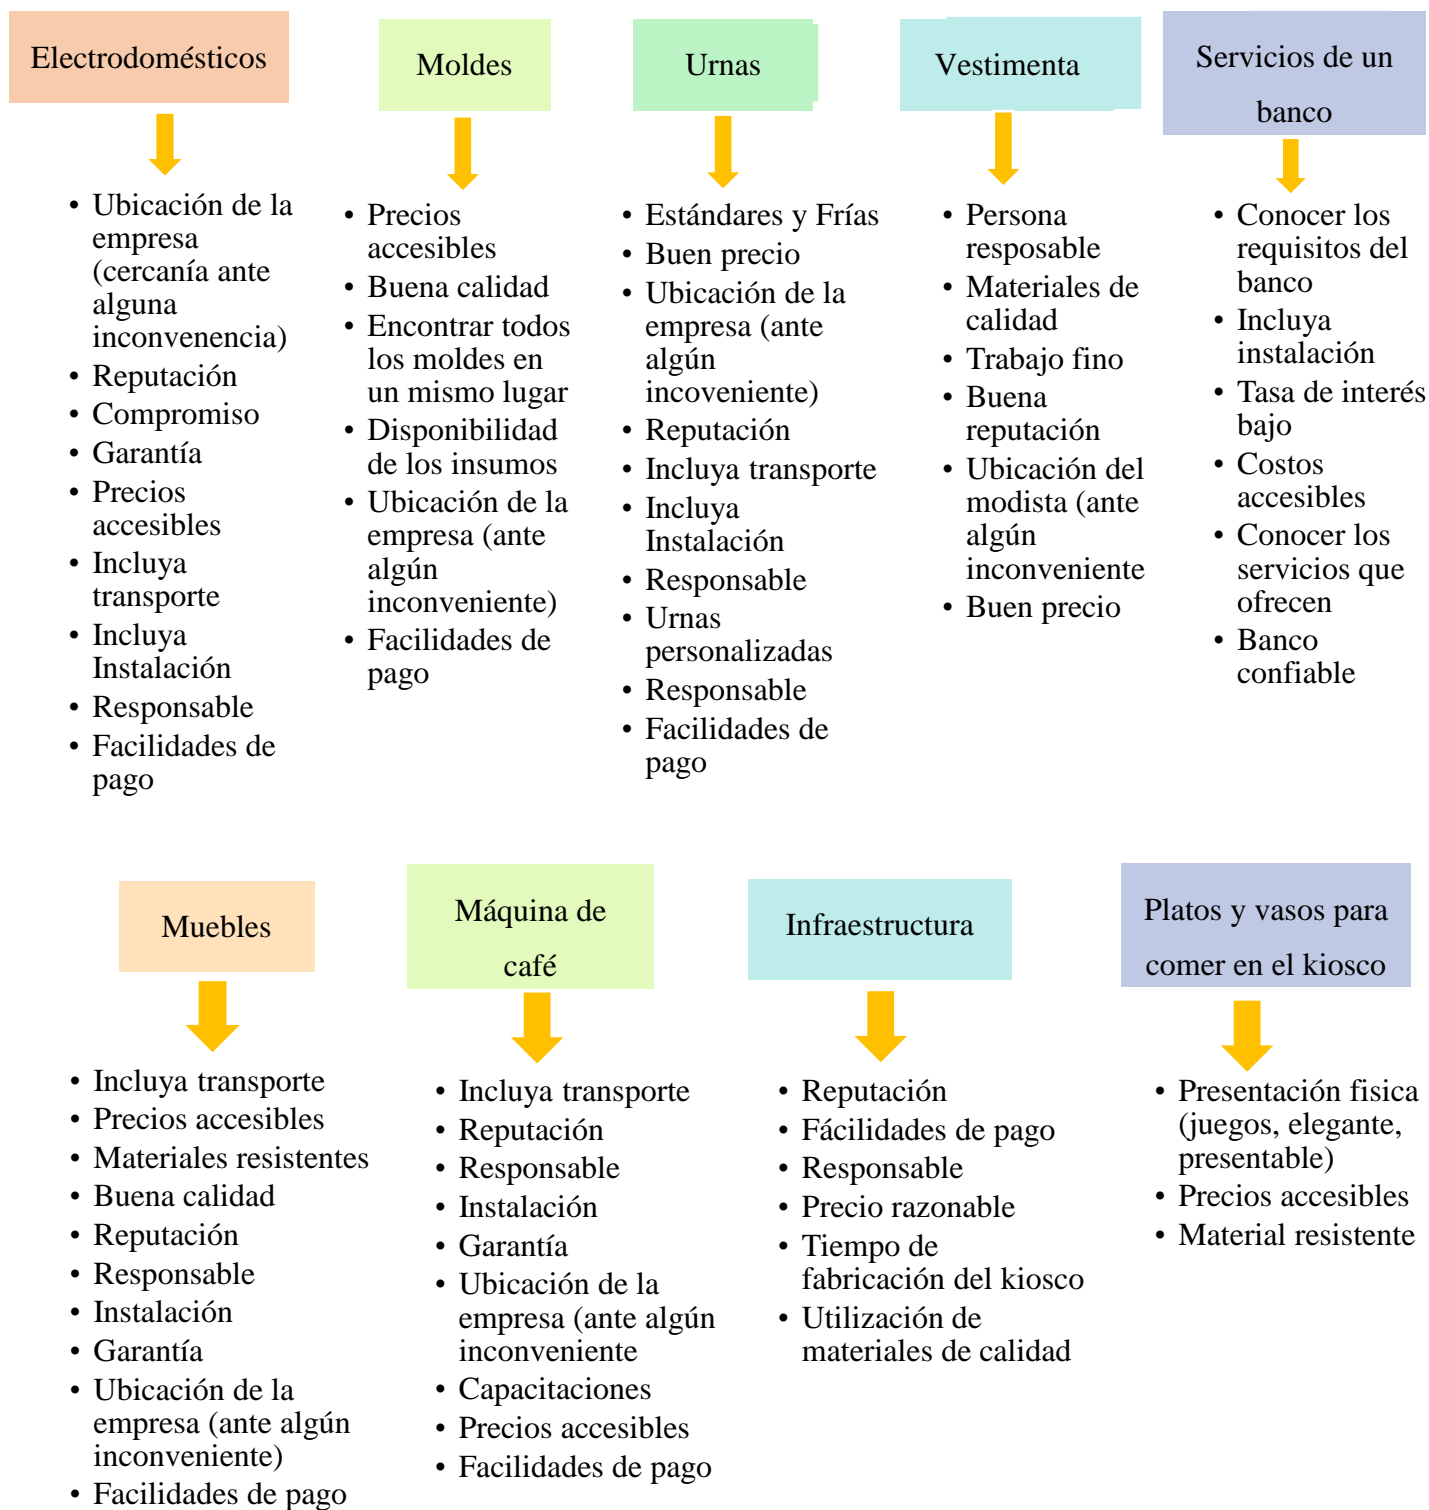 Electrodomésticos
• Ubicación de la
empresa
(cercanía ante
alguna
inconvenencia)
• Reputación
• Compromiso
• Garantía
• Precios
accesibles
• Incluya
transporte
• Incluya
Instalación
• Responsable
• Facilidades de
pago
Moldes
• Precios
accesibles
• Buena calidad
• Encontrar todos
los moldes en
un mismo lugar
• Disponibilidad
de los insumos
• Ubicación de la
empresa (ante
algún
inconveniente)
• Facilidades de
pago
Urnas
• Estándares y Frías
• Buen precio
• Ubicación de la
empresa (ante
algún
incoveniente)
• Reputación
• Incluya transporte
• Incluya
Instalación
• Responsable
• Urnas
personalizadas
• Responsable
• Facilidades de
pago
Vestimenta
• Persona
resposable
• Materiales de
calidad
• Trabajo fino
• Buena
reputación
• Ubicación del
modista (ante
algún
inconveniente
• Buen precio
Servicios de un
banco
• Conocer los
requisitos del
banco
• Incluya
instalación
• Tasa de interés
bajo
• Costos
accesibles
• Conocer los
servicios que
ofrecen
• Banco
confiable
Muebles
• Incluya transporte
• Precios accesibles
• Materiales resistentes
• Buena calidad
• Reputación
• Responsable
• Instalación
• Garantía
• Ubicación de la
empresa (ante algún
inconveniente)
• Facilidades de pago
Máquina de
café
• Incluya transporte
• Reputación
• Responsable
• Instalación
• Garantía
• Ubicación de la
empresa (ante algún
inconveniente
• Capacitaciones
• Precios accesibles
• Facilidades de pago
Infraestructura
• Reputación
• Fácilidades de pago
• Responsable
• Precio razonable
• Tiempo de
fabricación del kiosco
• Utilización de
materiales de calidad
Platos y vasos para
comer en el kiosco
• Presentación fisica
(juegos, elegante,
presentable)
• Precios accesibles
• Material resistente